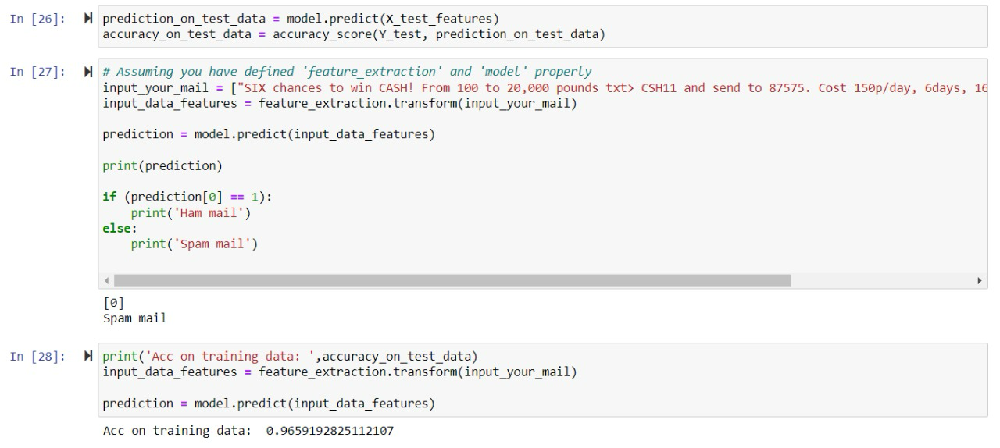 In [26]: prediction_on_test_data = model.predict(X_test_features)
accuracy_on_test_data = accuracy_score(Y_test, prediction_on_test_data)
In [27]: # Assuming you have defined 'feature_extraction' and 'model' properly
input_your_mail = ["SIX chances to win CASH! From 100 to 20,000 pounds txt> CSH11 and send to 87575. Cost 150p/day, 6days, 16
input_data_features = feature_extraction.transform(input_your_mail)
prediction = model.predict(input_data_features)
print(prediction)
if (prediction[0] == 1):
    print('Ham mail')
else:
    print('Spam mail')
[0]
Spam mail
In [28]: print('Acc on training data: ',accuracy_on_test_data)
input_data_features = feature_extraction.transform(input_your_mail)
prediction = model.predict(input_data_features)
Acc on training data:  0.9659192825112107